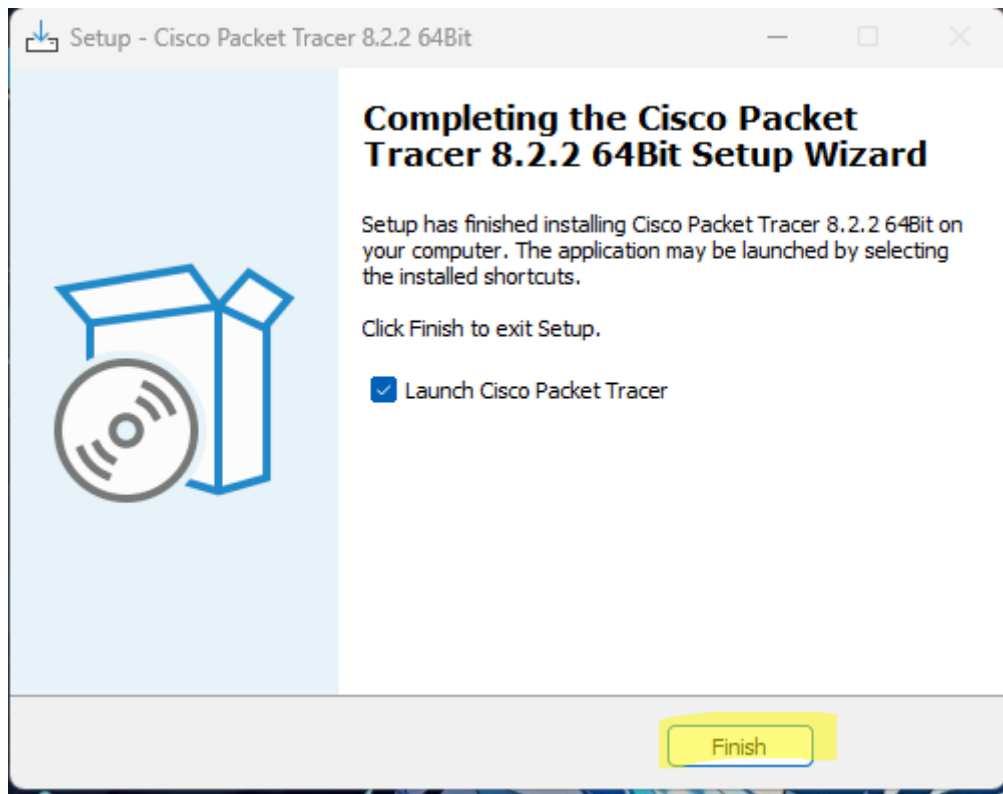 Setup - Cisco Packet Tracer 8.2.2 64Bit
Completing the Cisco Packet
Tracer 8.2.2 64Bit Setup Wizard
Setup has finished installing Cisco Packet Tracer 8.2.2 64Bit on
your computer. The application may be launched by selecting
the installed shortcuts.
Click Finish to exit Setup.
Launch Cisco Packet Tracer
Finish